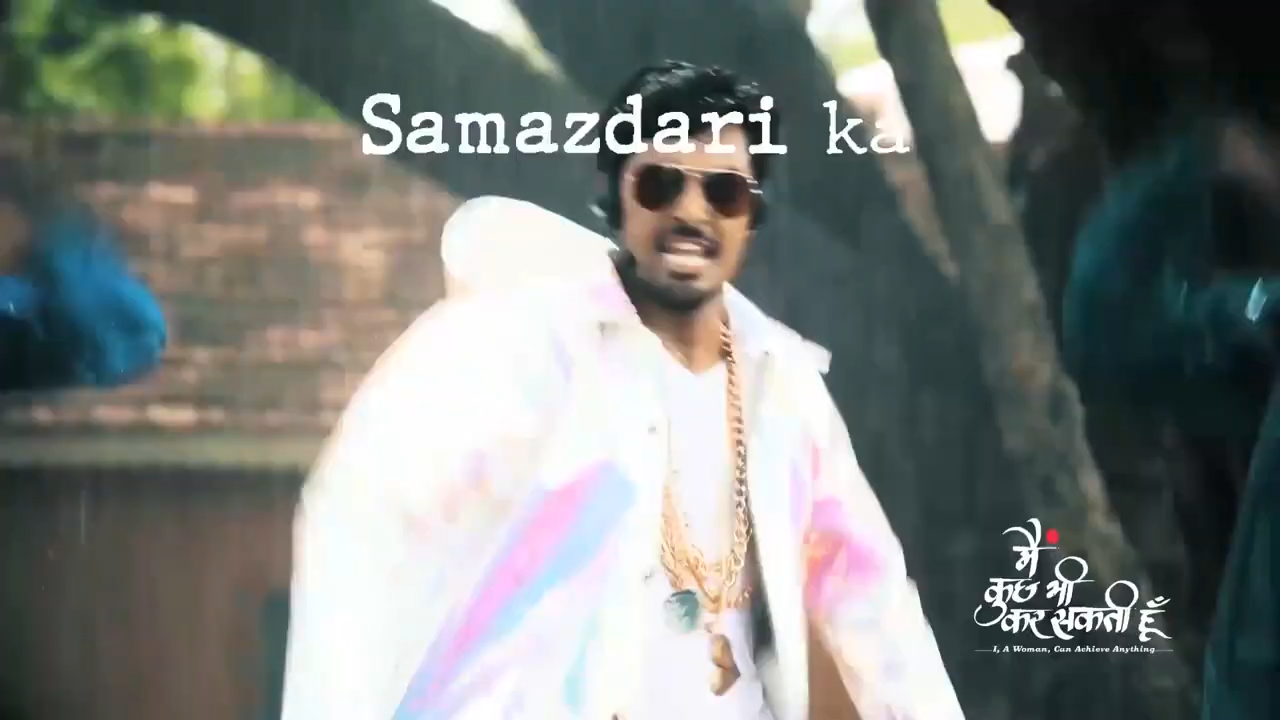 Samazdari ka
मैं
कुछ भी
कर सकती हूँ
I, A Woman, Can Achieve Anything